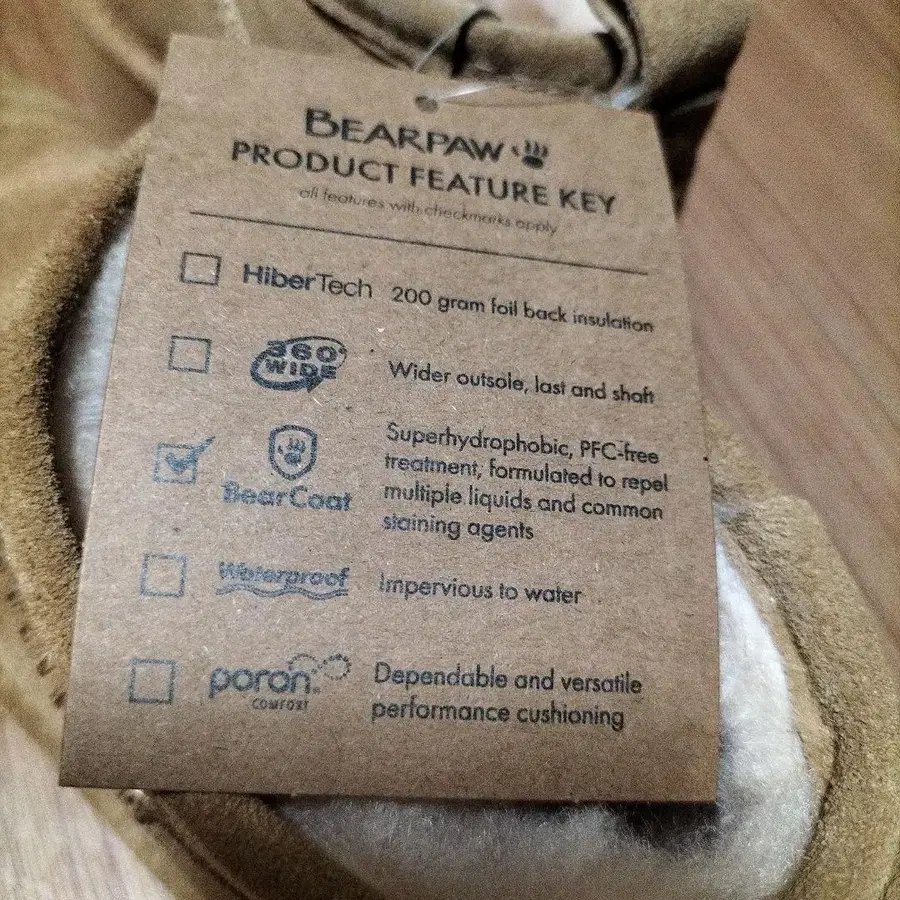 BEARPAW
PRODUCT FEATURE KEY
all features with checkmarks apply
HiberTech 200 gram foil back insulation
360° WIDE Wider outsole, last and shaft
BearCoat
Superhydrophobic, PFC-free
treatment, formulated to repel
multiple liquids and common
staining agents
Waterproof Impervious to water
poron®
COMFORT
Dependable and versatile
performance cushioning